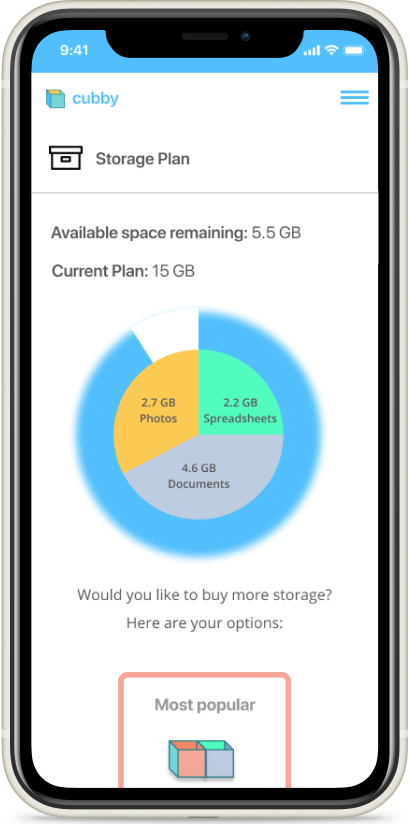 9:41
cubby
Storage Plan
Available space remaining: 5.5 GB
Current Plan: 15 GB
2.7 GB
Photos
2.2 GB
Spreadsheets
4.6 GB
Documents
Would you like to buy more storage?
Here are your options:
Most popular